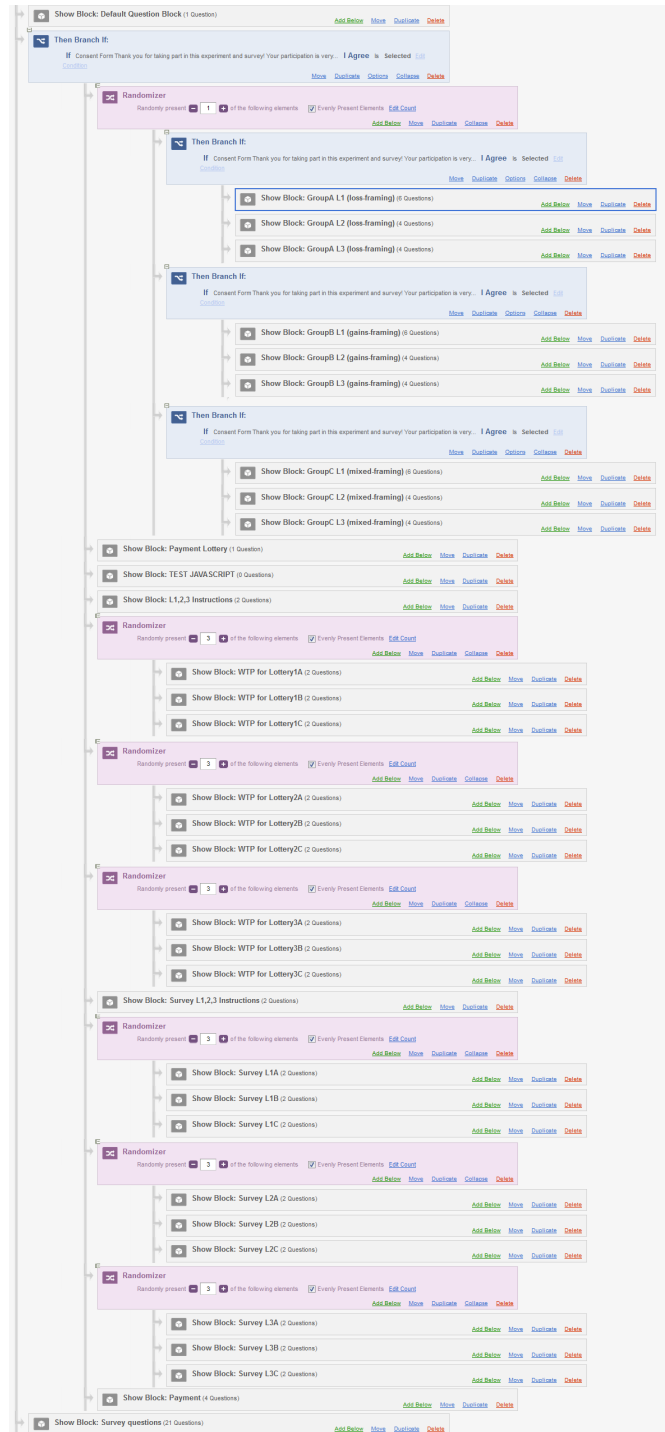 Show Block: Default Question Block (1 Question)
Add Below Move Duplicate Delete
Then Branch If:
If Consent Form Thank you for taking part in this experiment and survey! Your participation is very... I Agree Is Selected Edit
Condition
Move Duplicate Options Collapse Delete
Randomizer
Randomly present 1 of the following elements Evenly Present Elements Edit Count
Add Below Move Duplicate Collapse Delete
Then Branch If:
If Consent Form Thank you for taking part in this experiment and survey! Your participation is very... I Agree Is Selected Edit
Condition
Move Duplicate Options Collapse Delete
Show Block: GroupA L1 (loss-framing) (6 Questions)
Add Below Move Duplicate Delete
Show Block: GroupA L2 (loss-framing) (4 Questions)
Add Below Move Duplicate Delete
Show Block: GroupA L3 (loss-framing) (4 Questions)
Add Below Move Duplicate Delete
Then Branch If:
If Consent Form Thank you for taking part in this experiment and survey! Your participation is very... I Agree Is Selected Edit
Condition
Move Duplicate Options Collapse Delete
Show Block: GroupB L1 (gains-framing) (6 Questions)
Add Below Move Duplicate Delete
Show Block: GroupB L2 (gains-framing) (4 Questions)
Add Below Move Duplicate Delete
Show Block: GroupB L3 (gains-framing) (4 Questions)
Add Below Move Duplicate Delete
Then Branch If:
If Consent Form Thank you for taking part in this experiment and survey! Your participation is very... I Agree Is Selected Edit
Condition
Move Duplicate Options Collapse Delete
Show Block: GroupC L1 (mixed-framing) (6 Questions)
Add Below Move Duplicate Delete
Show Block: GroupC L2 (mixed-framing) (4 Questions)
Add Below Move Duplicate Delete
Show Block: GroupC L3 (mixed-framing) (4 Questions)
Add Below Move Duplicate Delete
Show Block: Payment Lottery (1 Question)
Add Below Move Duplicate Delete
Show Block: TEST JAVASCRIPT (0 Questions)
Add Below Move Duplicate Delete
Show Block: L1,2,3 Instructions (2 Questions)
Add Below Move Duplicate Delete
Randomizer
Randomly present 3 of the following elements Evenly Present Elements Edit Count
Add Below Move Duplicate Collapse Delete
Show Block: WTP for Lottery1A (2 Questions)
Add Below Move Duplicate Delete
Show Block: WTP for Lottery1B (2 Questions)
Add Below Move Duplicate Delete
Show Block: WTP for Lottery1C (2 Questions)
Add Below Move Duplicate Delete
Randomizer
Randomly present 3 of the following elements Evenly Present Elements Edit Count
Add Below Move Duplicate Collapse Delete
Show Block: WTP for Lottery2A (2 Questions)
Add Below Move Duplicate Delete
Show Block: WTP for Lottery2B (2 Questions)
Add Below Move Duplicate Delete
Show Block: WTP for Lottery2C (2 Questions)
Add Below Move Duplicate Delete
Randomizer
Randomly present 3 of the following elements Evenly Present Elements Edit Count
Add Below Move Duplicate Collapse Delete
Show Block: WTP for Lottery3A (2 Questions)
Add Below Move Duplicate Delete
Show Block: WTP for Lottery3B (2 Questions)
Add Below Move Duplicate Delete
Show Block: WTP for Lottery3C (2 Questions)
Add Below Move Duplicate Delete
Show Block: Survey L1,2,3 Instructions (2 Questions)
Add Below Move Duplicate Delete
Randomizer
Randomly present 3 of the following elements Evenly Present Elements Edit Count
Add Below Move Duplicate Collapse Delete
Show Block: Survey L1A (2 Questions)
Add Below Move Duplicate Delete
Show Block: Survey L1B (2 Questions)
Add Below Move Duplicate Delete
Show Block: Survey L1C (2 Questions)
Add Below Move Duplicate Delete
Randomizer
Randomly present 3 of the following elements Evenly Present Elements Edit Count
Add Below Move Duplicate Collapse Delete
Show Block: Survey L2A (2 Questions)
Add Below Move Duplicate Delete
Show Block: Survey L2B (2 Questions)
Add Below Move Duplicate Delete
Show Block: Survey L2C (2 Questions)
Add Below Move Duplicate Delete
Randomizer
Randomly present 3 of the following elements Evenly Present Elements Edit Count
Add Below Move Duplicate Collapse Delete
Show Block: Survey L3A (2 Questions)
Add Below Move Duplicate Delete
Show Block: Survey L3B (2 Questions)
Add Below Move Duplicate Delete
Show Block: Survey L3C (2 Questions)
Add Below Move Duplicate Delete
Show Block: Payment (4 Questions)
Add Below Move Duplicate Delete
Show Block: Survey questions (21 Questions)
Add Below Move Duplicate Delete